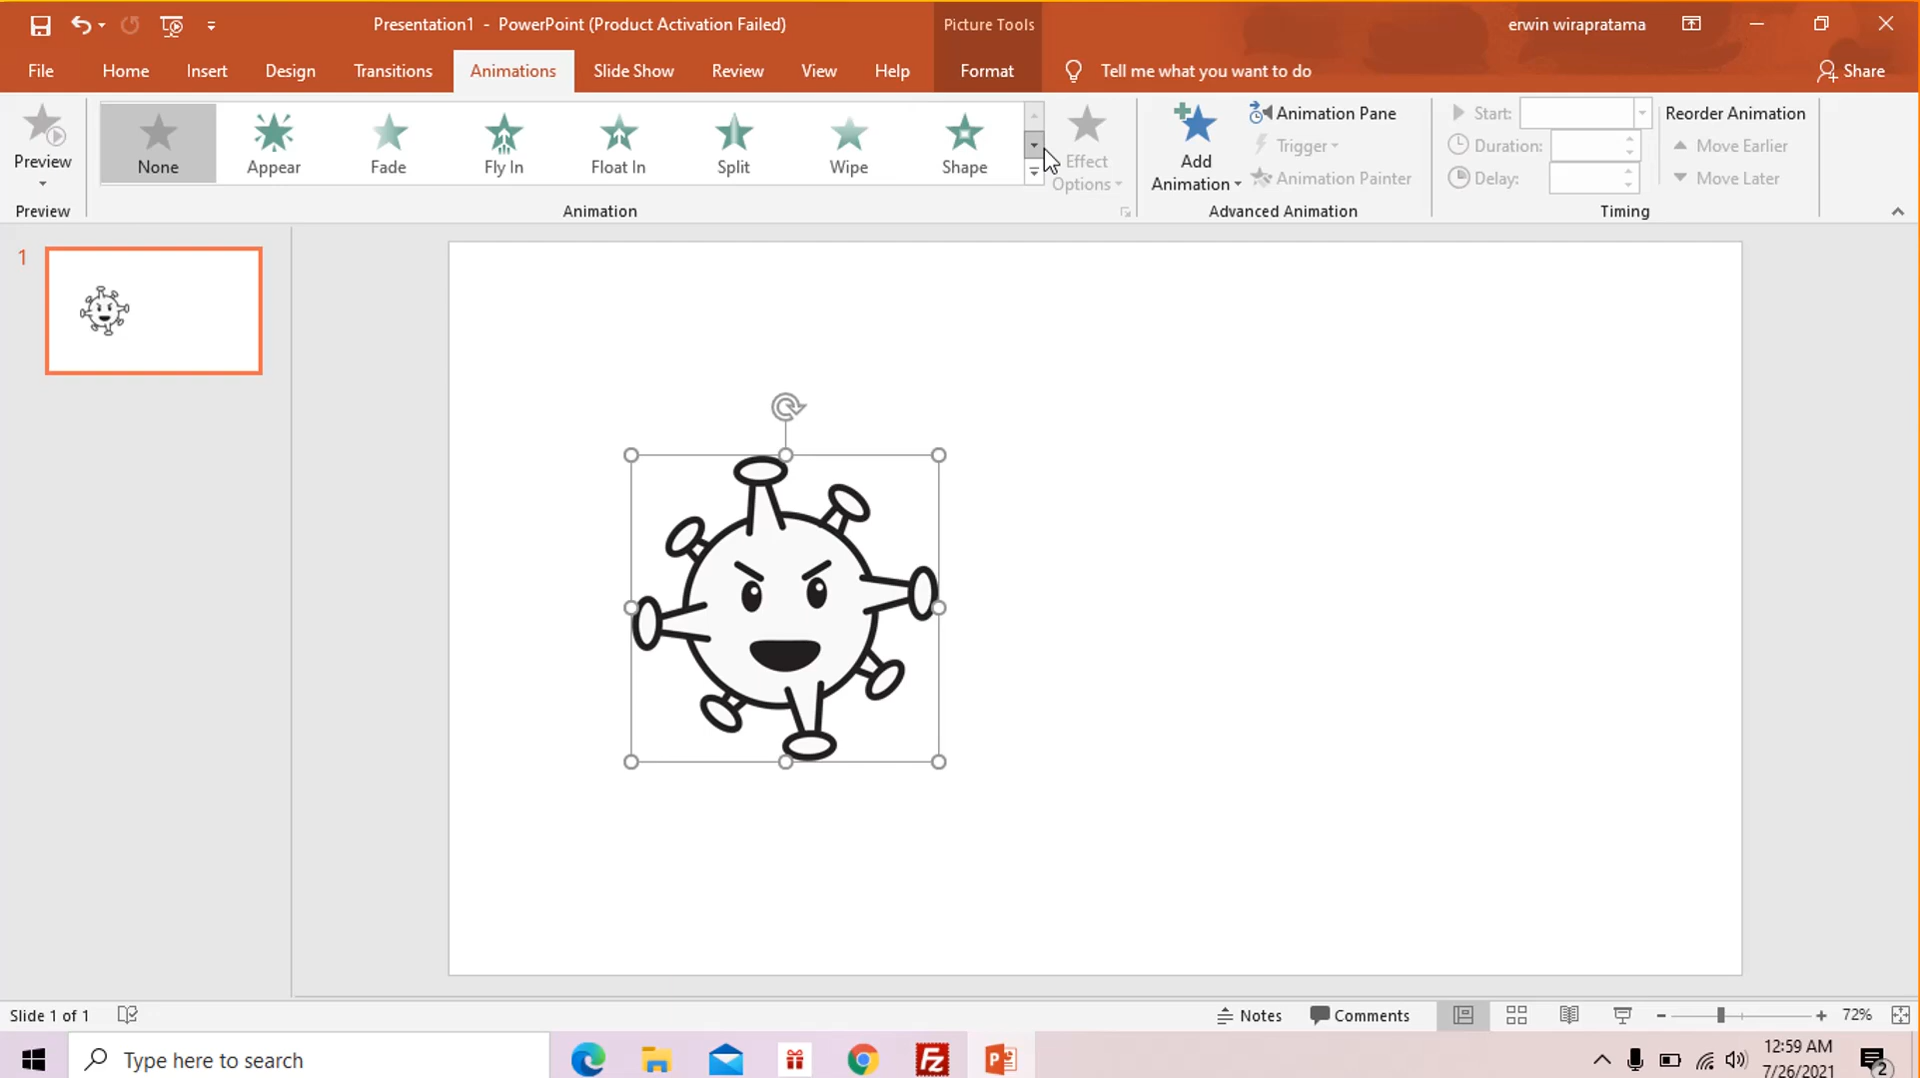 Presentation1 - PowerPoint (Product Activation Failed)
Picture Tools
erwin wirapratama
File Home Insert Design Transitions Animations Slide Show Review View Help Format Tell me what you want to do Share
Preview
Preview
None Appear Fade Fly In Float In Split Wipe Shape
Animation
Effect
Options
Add
Animation
Animation Pane
Trigger
Animation Painter
Advanced Animation
Start:
Duration:
Delay:
Timing
Reorder Animation
Move Earlier
Move Later
1
Slide 1 of 1
Notes Comments 72%
Type here to search
12:59 AM
7/26/2021
2